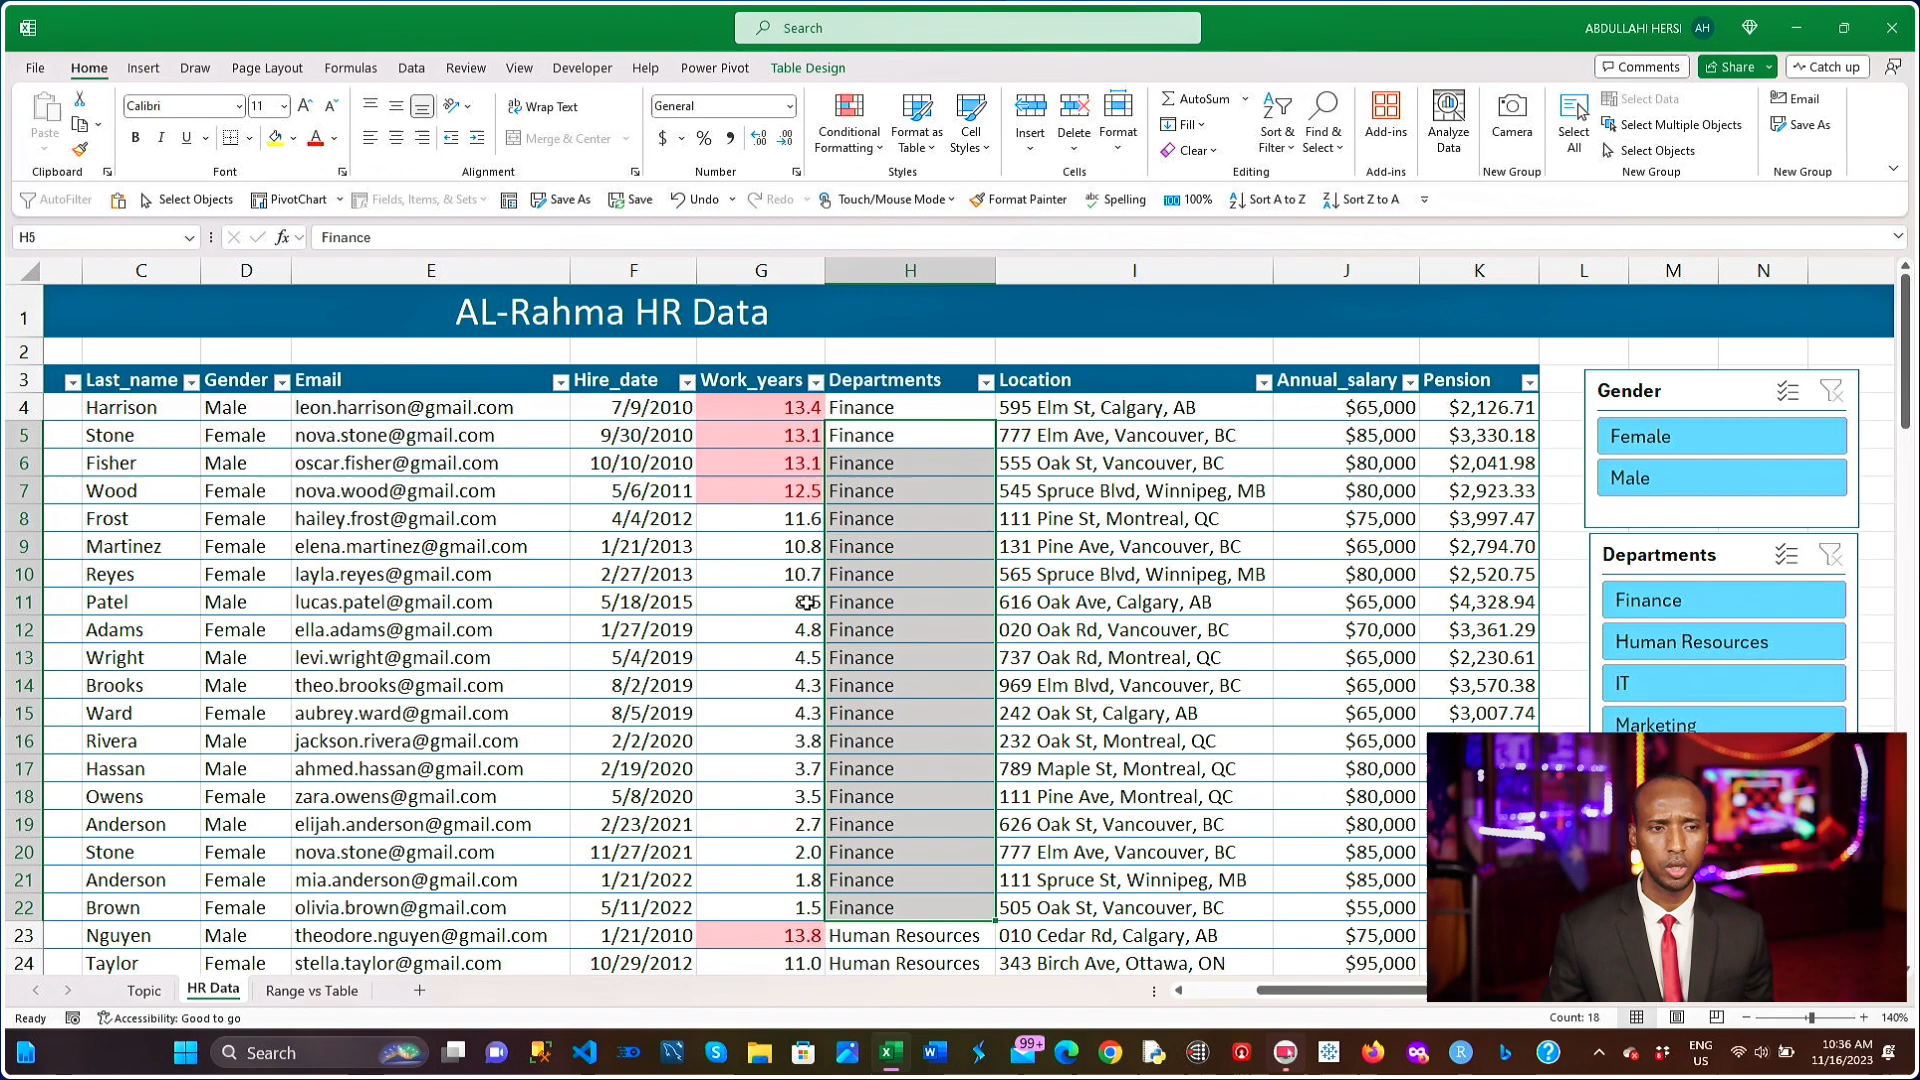 Search
ABDULLAHI HERSI AH
File Home Insert Draw Page Layout Formulas Data Review View Developer Help Power Pivot Table Design
Comments Share Catch up
Paste
Clipboard
Calibri 11
B I U
Font
Wrap Text
Merge & Center
Alignment
General
$ % ,
Number
Conditional Formatting
Format as Table
Cell Styles
Styles
Insert Delete Format
Cells
AutoSum
Fill
Clear
Sort & Filter
Find & Select
Editing
Add-ins
Add-ins
Analyze Data
Camera
New Group
Select All
Select Data
Select Multiple Objects
Select Objects
New Group
Email
Save As
New Group
AutoFilter Select Objects PivotChart Fields, Items, & Sets Save As Save Undo Redo Touch/Mouse Mode Format Painter Spelling 100% Sort A to Z Sort Z to A
H5 fx Finance
C D E F G H I J K L M N
1 AL-Rahma HR Data
2
3 Last_name Gender Email Hire_date Work_years Departments Location Annual_salary Pension
4 Harrison Male leon.harrison@gmail.com 7/9/2010 13.4 Finance 595 Elm St, Calgary, AB $65,000 $2,126.71
5 Stone Female nova.stone@gmail.com 9/30/2010 13.1 Finance 777 Elm Ave, Vancouver, BC $85,000 $3,330.18
6 Fisher Male oscar.fisher@gmail.com 10/10/2010 13.1 Finance 555 Oak St, Vancouver, BC $80,000 $2,041.98
7 Wood Female nova.wood@gmail.com 5/6/2011 12.5 Finance 545 Spruce Blvd, Winnipeg, MB $80,000 $2,923.33
8 Frost Female hailey.frost@gmail.com 4/4/2012 11.6 Finance 111 Pine St, Montreal, QC $75,000 $3,997.47
9 Martinez Female elena.martinez@gmail.com 1/21/2013 10.8 Finance 131 Pine Ave, Vancouver, BC $65,000 $2,794.70
10 Reyes Female layla.reyes@gmail.com 2/27/2013 10.7 Finance 565 Spruce Blvd, Winnipeg, MB $80,000 $2,520.75
11 Patel Male lucas.patel@gmail.com 5/18/2015 Finance 616 Oak Ave, Calgary, AB $65,000 $4,328.94
12 Adams Female ella.adams@gmail.com 1/27/2019 4.8 Finance 020 Oak Rd, Vancouver, BC $70,000 $3,361.29
13 Wright Male levi.wright@gmail.com 5/4/2019 4.5 Finance 737 Oak Rd, Montreal, QC $65,000 $2,230.61
14 Brooks Male theo.brooks@gmail.com 8/2/2019 4.3 Finance 969 Elm Blvd, Vancouver, BC $65,000 $3,570.38
15 Ward Female aubrey.ward@gmail.com 8/5/2019 4.3 Finance 242 Oak St, Calgary, AB $65,000 $3,007.74
16 Rivera Male jackson.rivera@gmail.com 2/2/2020 3.8 Finance 232 Oak St, Montreal, QC $65,000
17 Hassan Male ahmed.hassan@gmail.com 2/19/2020 3.7 Finance 789 Maple St, Montreal, QC $80,000
18 Owens Female zara.owens@gmail.com 5/8/2020 3.5 Finance 111 Pine Ave, Montreal, QC $80,000
19 Anderson Male elijah.anderson@gmail.com 2/23/2021 2.7 Finance 626 Oak St, Vancouver, BC $80,000
20 Stone Female nova.stone@gmail.com 11/27/2021 2.0 Finance 777 Elm Ave, Vancouver, BC $85,000
21 Anderson Female mia.anderson@gmail.com 1/21/2022 1.8 Finance 111 Spruce St, Winnipeg, MB $85,000
22 Brown Female olivia.brown@gmail.com 5/11/2022 1.5 Finance 505 Oak St, Vancouver, BC $55,000
23 Nguyen Male theodore.nguyen@gmail.com 1/21/2010 13.8 Human Resources 010 Cedar Rd, Calgary, AB $75,000
24 Taylor Female stella.taylor@gmail.com 10/29/2012 11.0 Human Resources 343 Birch Ave, Ottawa, ON $95,000
Gender
Female
Male
Departments
Finance
Human Resources
IT
Marketing
Topic HR Data Range vs Table
Ready Accessibility: Good to go Count: 18 140%
Search 99+ ENG US 10:36 AM 11/16/2023